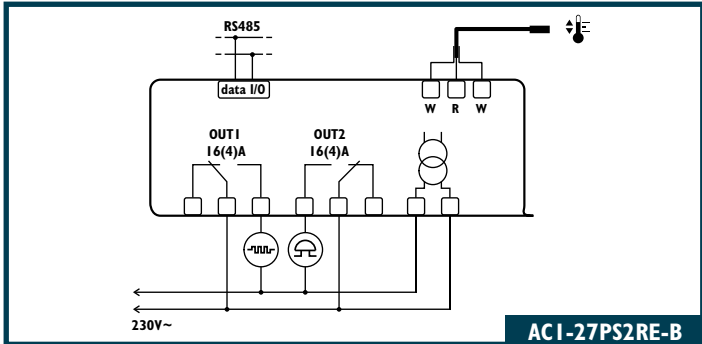 RS485
data I/O
W R W
OUT1 OUT2
16(4)A 16(4)A
230V~
AC1-27PS2RE-B